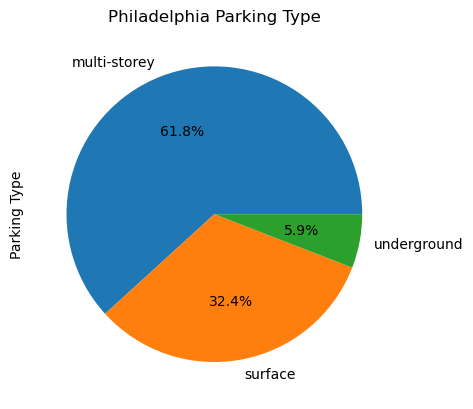 Philadelphia Parking Type
multi-storey
61.8%
Parking Type
5.9%
underground
32.4%
surface